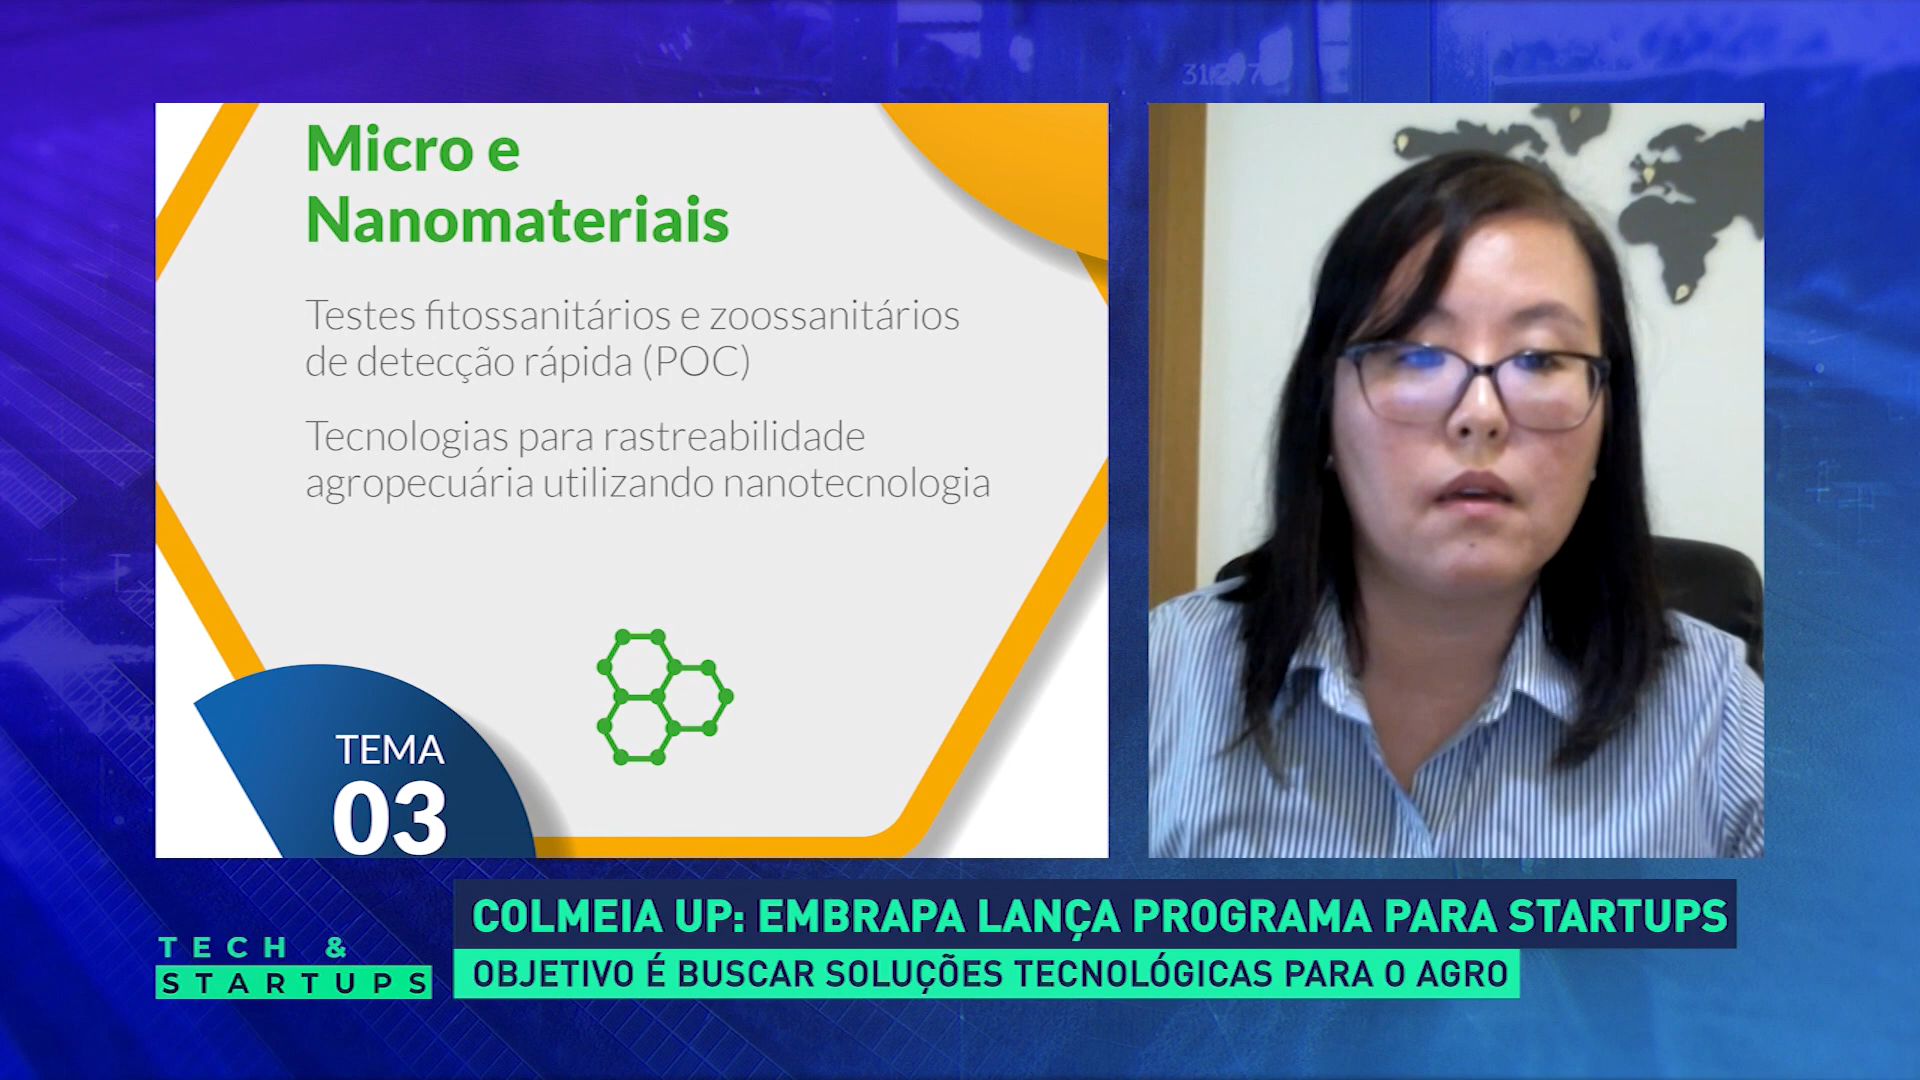 Micro e
Nanomateriais
Testes fitossanitários e zoossanitários
de detecção rápida (POC)
Tecnologias para rastreabilidade
agropecuária utilizando nanotecnologia
TEMA
03
COLMEIA UP: EMBRAPA LANÇA PROGRAMA PARA STARTUPS
OBJETIVO É BUSCAR SOLUÇÕES TECNOLÓGICAS PARA O AGRO
TECH &
STARTUPS